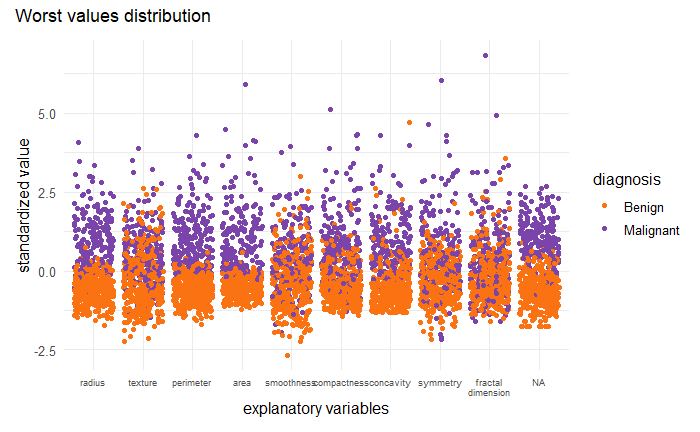 Worst values distribution
standardized value
5.0
2.5
0.0
-2.5
radius texture perimeter area smoothness compactness concavity symmetry fractal dimension NA
explanatory variables
diagnosis
Benign
Malignant